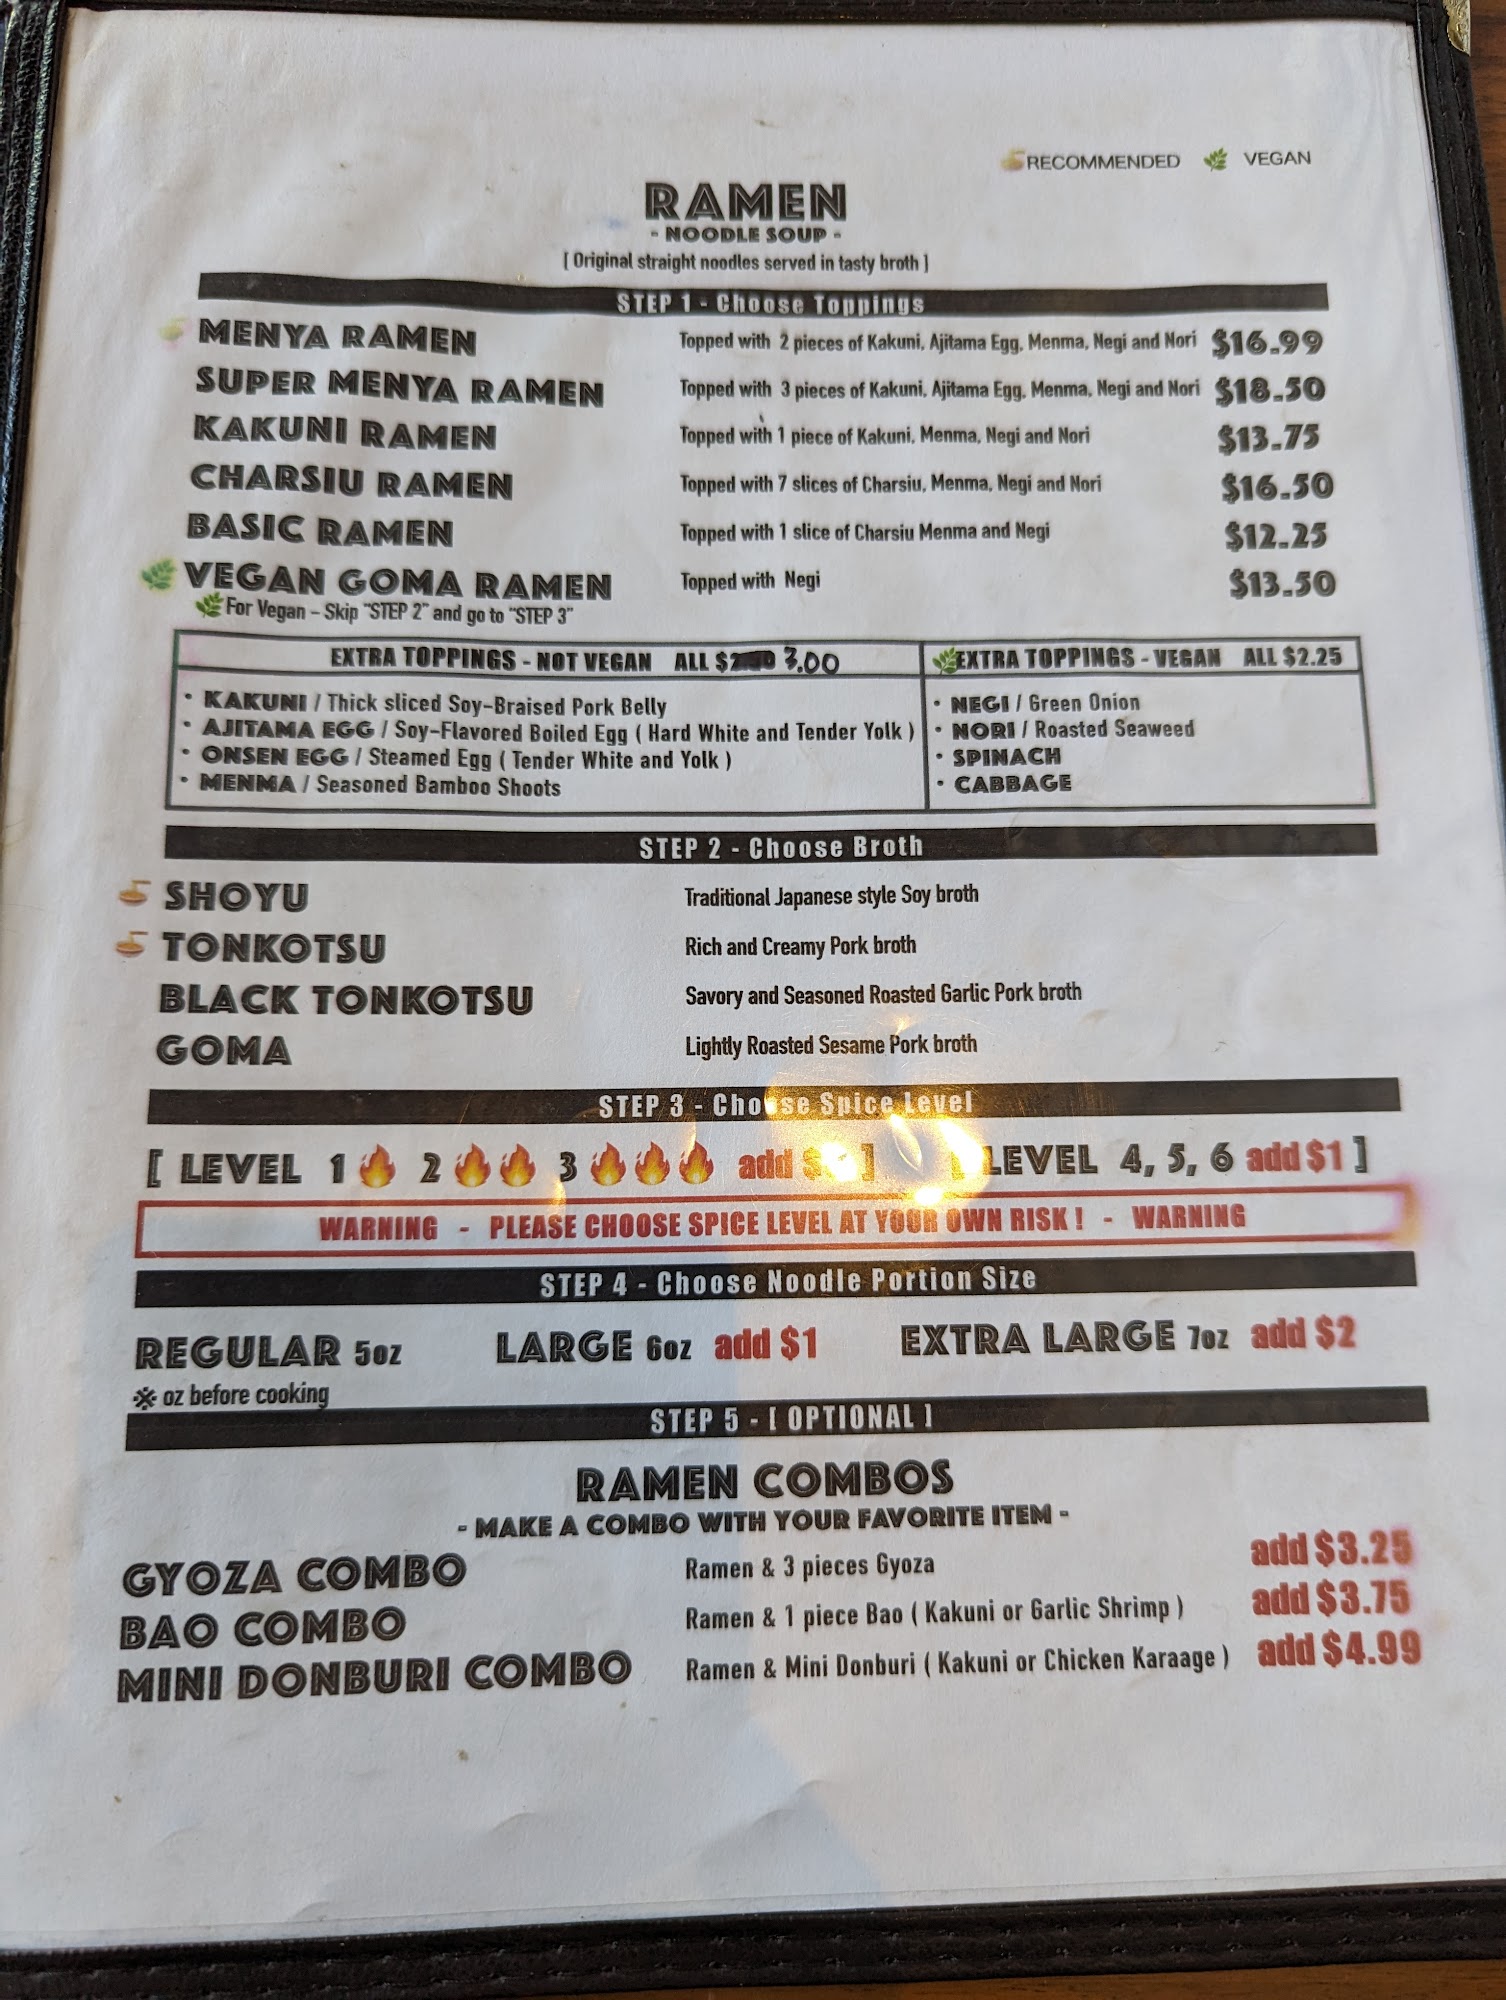 RECOMMENDED VEGAN
RAMEN
- NOODLE SOUP -
[ Original straight noodles served in tasty broth ]
STEP 1 - Choose Toppings
MENYA RAMEN Topped with 2 pieces of Kakuni, Ajitama Egg, Menma, Negi and Nori $16.99
SUPER MENYA RAMEN Topped with 3 pieces of Kakuni, Ajitama Egg, Menma, Negi and Nori $18.50
KAKUNI RAMEN Topped with 1 piece of Kakuni, Menma, Negi and Nori $13.75
CHARSIU RAMEN Topped with 7 slices of Charsiu, Menma, Negi and Nori $16.50
BASIC RAMEN Topped with 1 slice of Charsiu Menma and Negi $12.25
VEGAN GOMA RAMEN Topped with Negi $13.50
For Vegan – Skip "STEP 2" and go to "STEP 3"
EXTRA TOPPINGS - NOT VEGAN ALL $ 3.00
• KAKUNI / Thick sliced Soy-Braised Pork Belly
• AJITAMA EGG / Soy-Flavored Boiled Egg ( Hard White and Tender Yolk )
• ONSEN EGG / Steamed Egg ( Tender White and Yolk )
• MENMA / Seasoned Bamboo Shoots
EXTRA TOPPINGS - VEGAN ALL $2.25
• NEGI / Green Onion
• NORI / Roasted Seaweed
• SPINACH
• CABBAGE
STEP 2 - Choose Broth
SHOYU Traditional Japanese style Soy broth
TONKOTSU Rich and Creamy Pork broth
BLACK TONKOTSU Savory and Seasoned Roasted Garlic Pork broth
GOMA Lightly Roasted Sesame Pork broth
STEP 3 - Choose Spice Level
[ LEVEL 1🔥 2🔥🔥 3🔥🔥🔥 add ] [ LEVEL 4, 5, 6 add $1 ]
WARNING - PLEASE CHOOSE SPICE LEVEL AT YOUR OWN RISK ! - WARNING
STEP 4 - Choose Noodle Portion Size
REGULAR 5oz LARGE 6oz add $1 EXTRA LARGE 7oz add $2
※ oz before cooking
STEP 5 - [ OPTIONAL ]
RAMEN COMBOS
- MAKE A COMBO WITH YOUR FAVORITE ITEM -
GYOZA COMBO Ramen & 3 pieces Gyoza add $3.25
BAO COMBO Ramen & 1 piece Bao ( Kakuni or Garlic Shrimp ) add $3.75
MINI DONBURI COMBO Ramen & Mini Donburi ( Kakuni or Chicken Karaage ) add $4.99